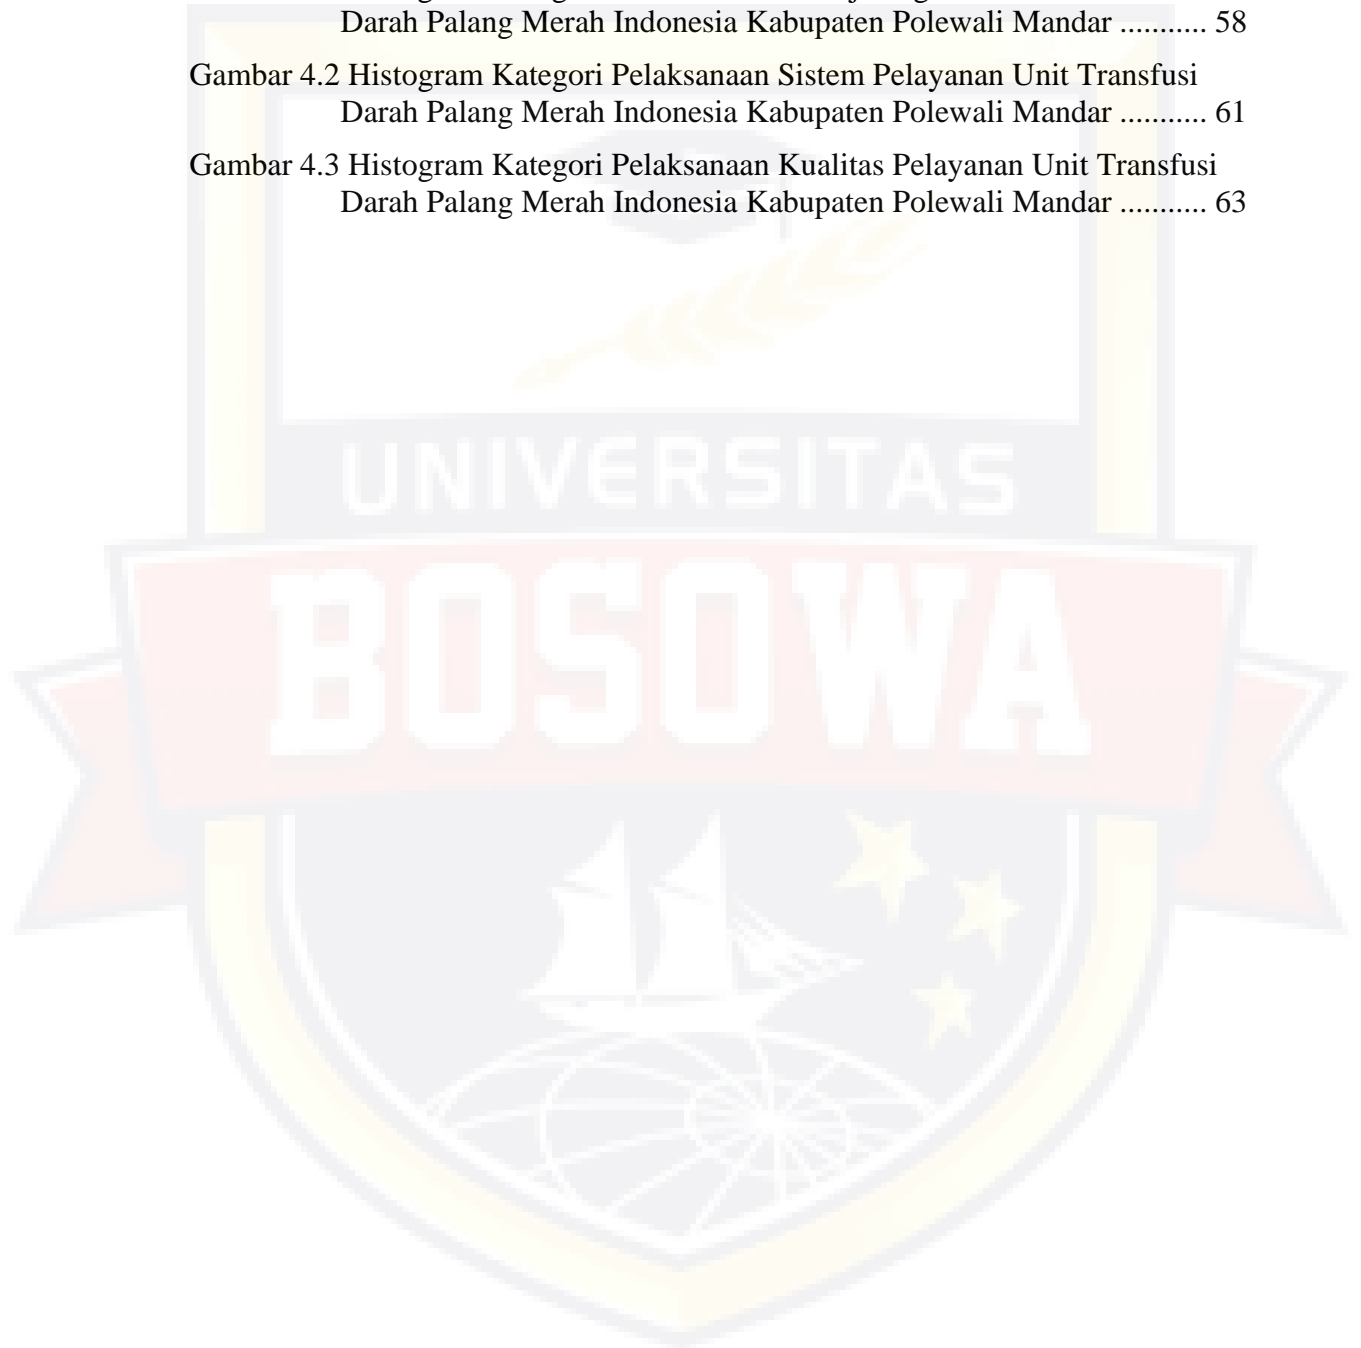 Darah Palang Merah Indonesia Kabupaten Polewali Mandar ........... 58
Gambar 4.2 Histogram Kategori Pelaksanaan Sistem Pelayanan Unit Transfusi
Darah Palang Merah Indonesia Kabupaten Polewali Mandar ........... 61
Gambar 4.3 Histogram Kategori Pelaksanaan Kualitas Pelayanan Unit Transfusi
Darah Palang Merah Indonesia Kabupaten Polewali Mandar ........... 63
UNIVERSITAS
BOSOWA